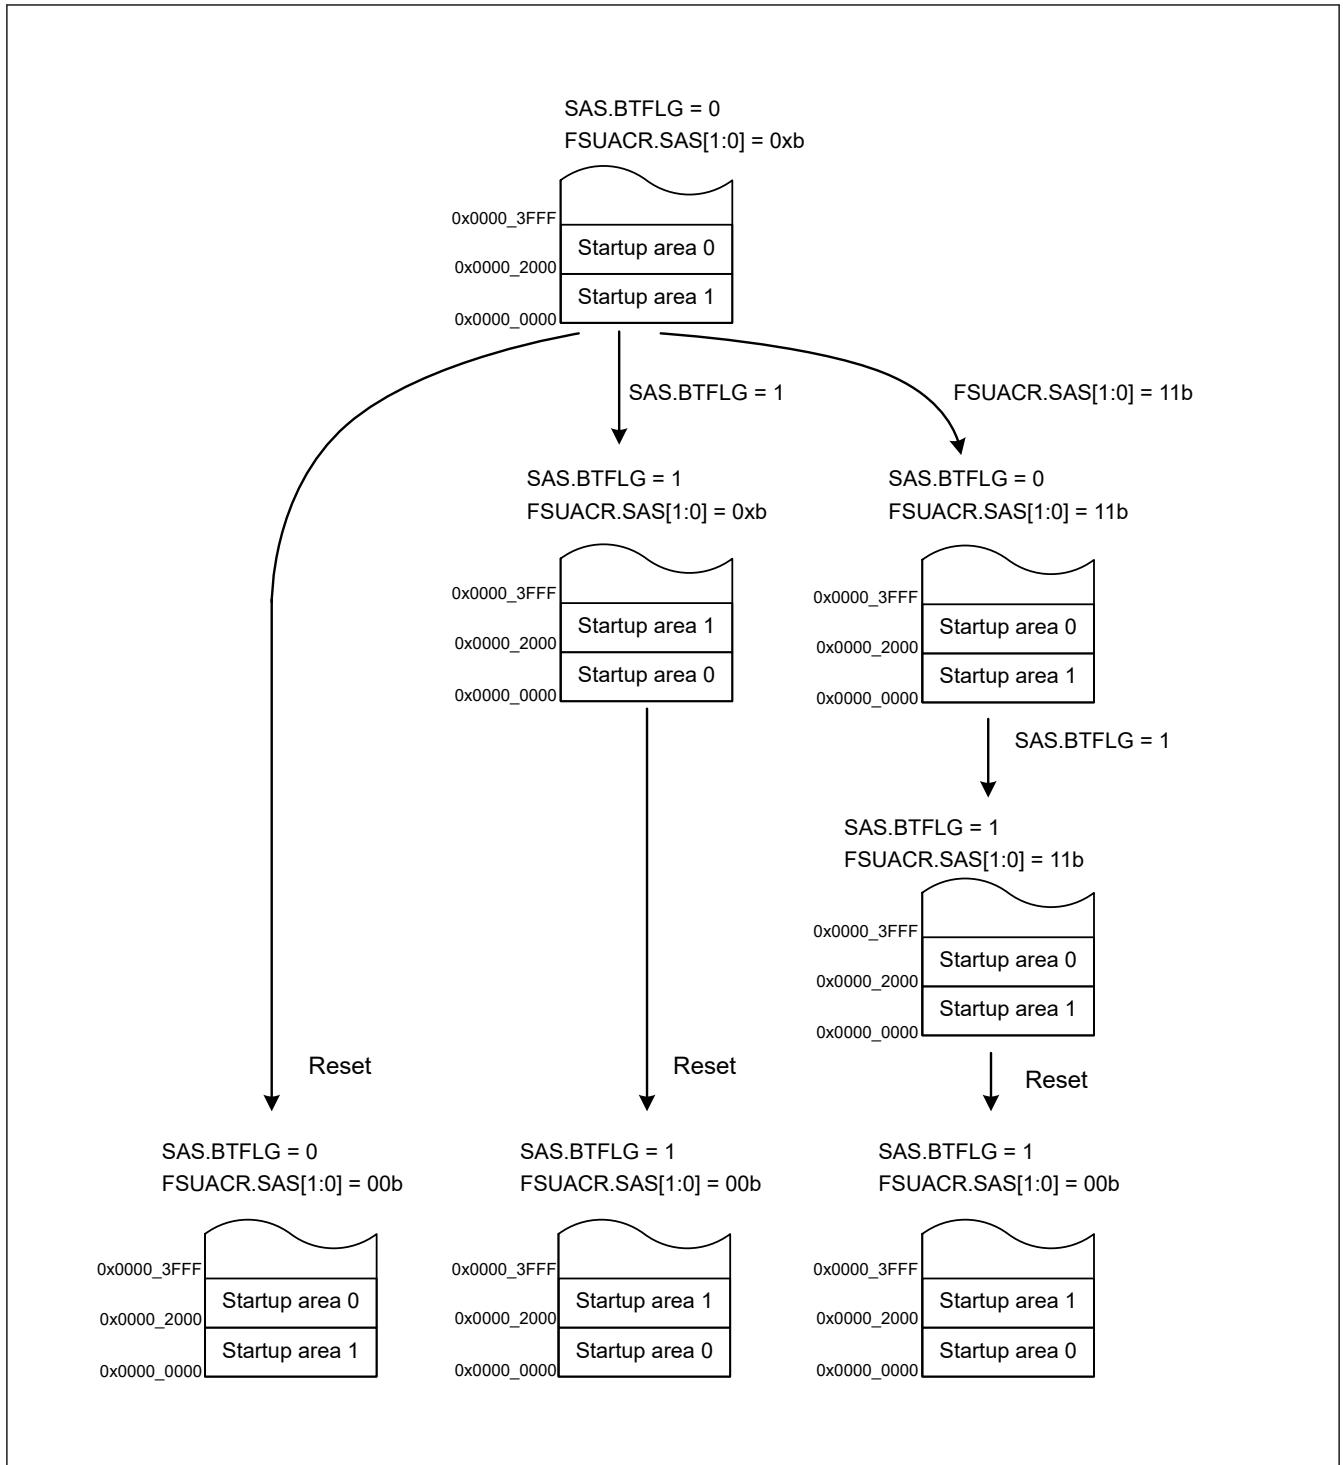 SAS.BTFLG = 0
FSUACR.SAS[1:0] = 0xb
0x0000_3FFF
Startup area 0
0x0000_2000
Startup area 1
0x0000_0000
SAS.BTFLG = 1
FSUACR.SAS[1:0] = 11b
SAS.BTFLG = 1
FSUACR.SAS[1:0] = 0xb
0x0000_3FFF
Startup area 1
0x0000_2000
Startup area 0
0x0000_0000
SAS.BTFLG = 0
FSUACR.SAS[1:0] = 11b
0x0000_3FFF
Startup area 0
0x0000_2000
Startup area 1
0x0000_0000
SAS.BTFLG = 1
SAS.BTFLG = 1
FSUACR.SAS[1:0] = 11b
0x0000_3FFF
Startup area 0
0x0000_2000
Startup area 1
0x0000_0000
Reset
Reset
Reset
SAS.BTFLG = 0
FSUACR.SAS[1:0] = 00b
0x0000_3FFF
Startup area 0
0x0000_2000
Startup area 1
0x0000_0000
SAS.BTFLG = 1
FSUACR.SAS[1:0] = 00b
0x0000_3FFF
Startup area 1
0x0000_2000
Startup area 0
0x0000_0000
SAS.BTFLG = 1
FSUACR.SAS[1:0] = 00b
0x0000_3FFF
Startup area 1
0x0000_2000
Startup area 0
0x0000_0000